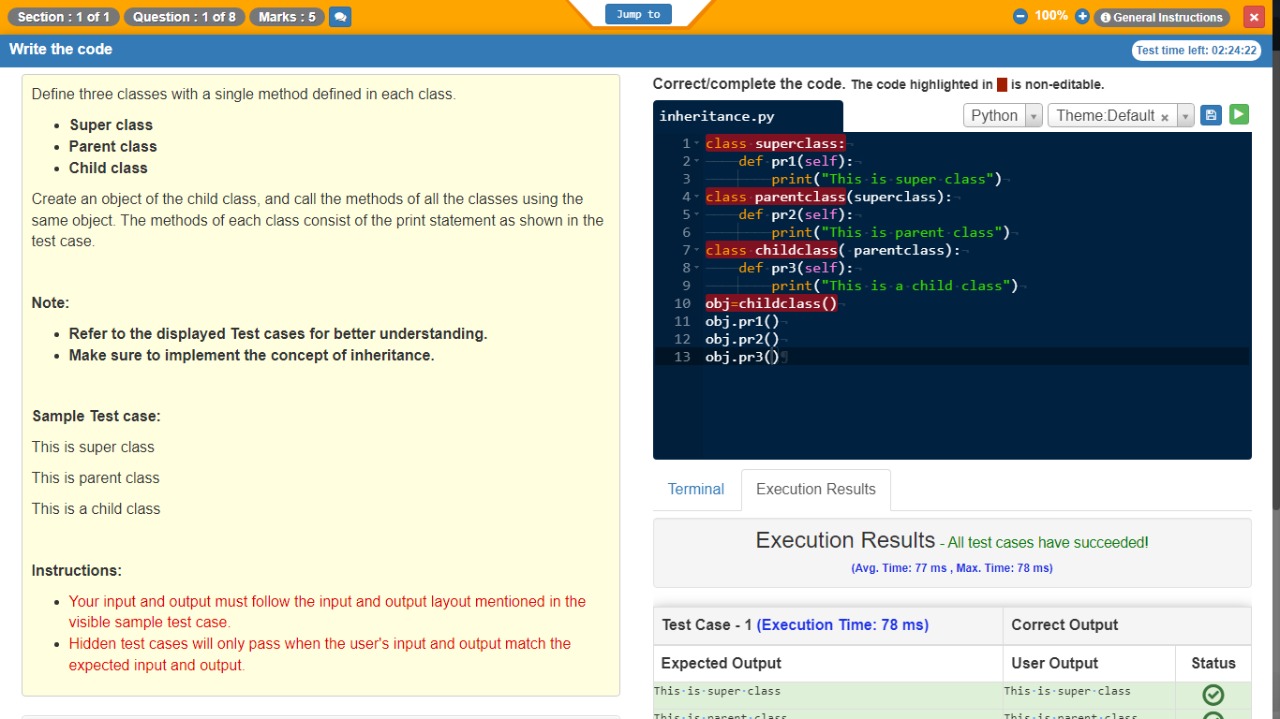 Section : 1 of 1
Question : 1 of 8
Marks : 5
Jump to
100%
General Instructions
Write the code
Test time left: 02:24:22
Define three classes with a single method defined in each class.
Super class
Parent class
Child class
Create an object of the child class, and call the methods of all the classes using the
same object. The methods of each class consist of the print statement as shown in the
test case.
Note:
Refer to the displayed Test cases for better understanding.
Make sure to implement the concept of inheritance.
Sample Test case:
This is super class
This is parent class
This is a child class
Instructions:
Your input and output must follow the input and output layout mentioned in the
visible sample test case.
Hidden test cases will only pass when the user's input and output match the
expected input and output.
Correct/complete the code. The code highlighted in is non-editable.
inheritance.py
Python
Theme:Default ×
1 class superclass:
2 def pr1(self):
3 print("This is super class")
4 class parentclass(superclass):
5 def pr2(self):
6 print("This is parent class")
7 class childclass( parentclass):
8 def pr3(self):
9 print("This is a child class")
10 obj=childclass()
11 obj.pr1()
12 obj.pr2()
13 obj.pr3()
Terminal
Execution Results
Execution Results - All test cases have succeeded!
(Avg. Time: 77 ms , Max. Time: 78 ms)
Test Case - 1 (Execution Time: 78 ms)
Correct Output
Expected Output
User Output
Status
This is super class
This is super class
This is parent class
This is parent class